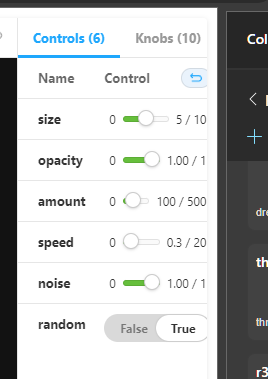 Controls (6) Knobs (10)
Name Control
size 0 5 / 10
opacity 0 1.00 / 1
amount 0 100 / 500
speed 0 0.3 / 20
noise 0 1.00 / 1
random False True
Col
dre
th
thr
r3